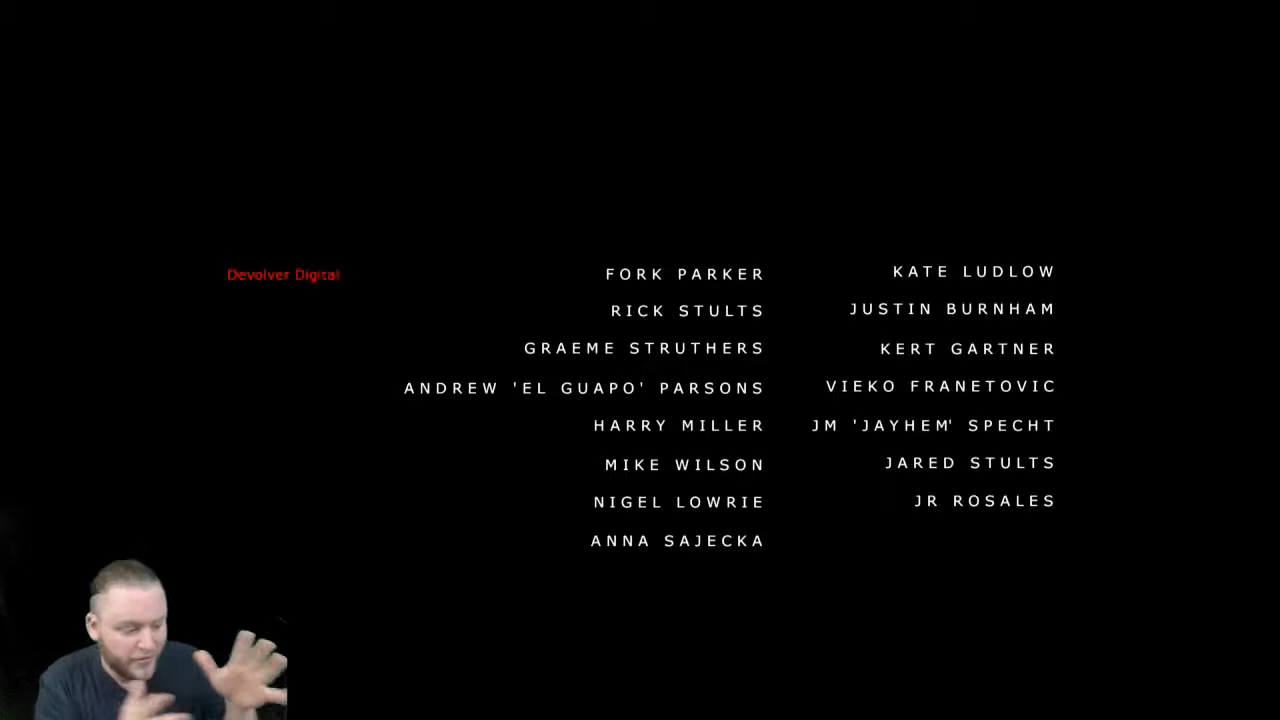 Devolver Digital
FORK PARKER
RICK STULTS
GRAEME STRUTHERS
ANDREW 'EL GUAPO' PARSONS
HARRY MILLER
MIKE WILSON
NIGEL LOWRIE
ANNA SAJECKA
KATE LUDLOW
JUSTIN BURNHAM
KERT GARTNER
VIEKO FRANETOVIC
JM 'JAYHEM' SPECHT
JARED STULTS
JR ROSALES